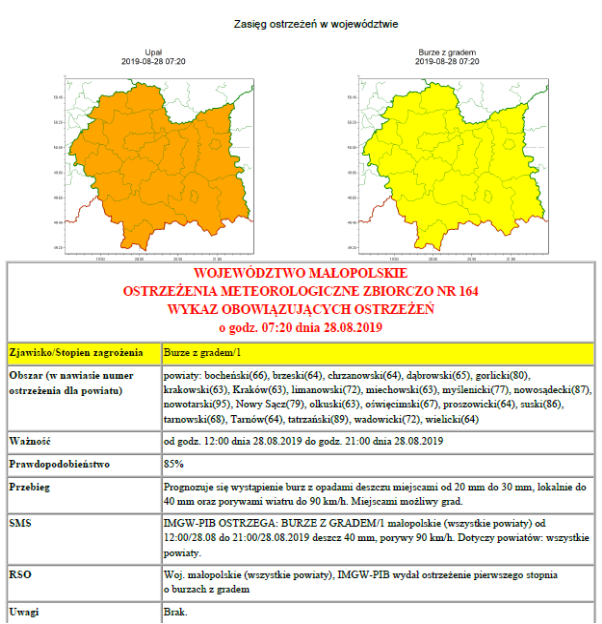 Zasięg ostrzeżeń w województwie
Upał
2019-08-28 07:20
Burze z gradem
2019-08-28 07:20
WOJEWÓDZTWO MAŁOPOLSKIE
OSTRZEŻENIA METEOROLOGICZNE ZBIORCZO NR 164
WYKAZ OBOWIĄZUJĄCYCH OSTRZEŻEŃ
o godz. 07:20 dnia 28.08.2019
Zjawisko/Stopien zagrożenia
Burze z gradem/1
Obszar (w nawiasie numer
ostrzeżenia dla powiatu)
powiaty: bocheński(66), brzeski(64), chrzanowski(64), dąbrowski(65), gorlicki(80),
krakowski(63), Kraków(63), limanowski(72), miechowski(63), myślenicki(77), nowosądecki(87),
nowotarski(95), Nowy Sącz(79), olkuski(63), oświęcimski(67), proszowicki(64), suski(86),
tarnowski(68), Tarnów(64), tatrzański(89), wadowicki(72), wielicki(64)
Ważność
od godz. 12:00 dnia 28.08.2019 do godz. 21:00 dnia 28.08.2019
Prawdopodobieństwo
85%
Przebieg
Prognozuje się wystąpienie burz z opadami deszczu miejscami od 20 mm do 30 mm, lokalnie do
40 mm oraz porywami wiatru do 90 km/h. Miejscami możliwy grad.
SMS
IMGW-PIB OSTRZEGA: BURZE Z GRADEM/1 małopolskie (wszystkie powiaty) od
12:00/28.08 do 21:00/28.08.2019 deszcz 40 mm, porywy 90 km/h. Dotyczy powiatów: wszystkie
powiaty.
RSO
Woj. małopolskie (wszystkie powiaty), IMGW-PIB wydał ostrzeżenie pierwszego stopnia
o burzach z gradem
Uwagi
Brak.